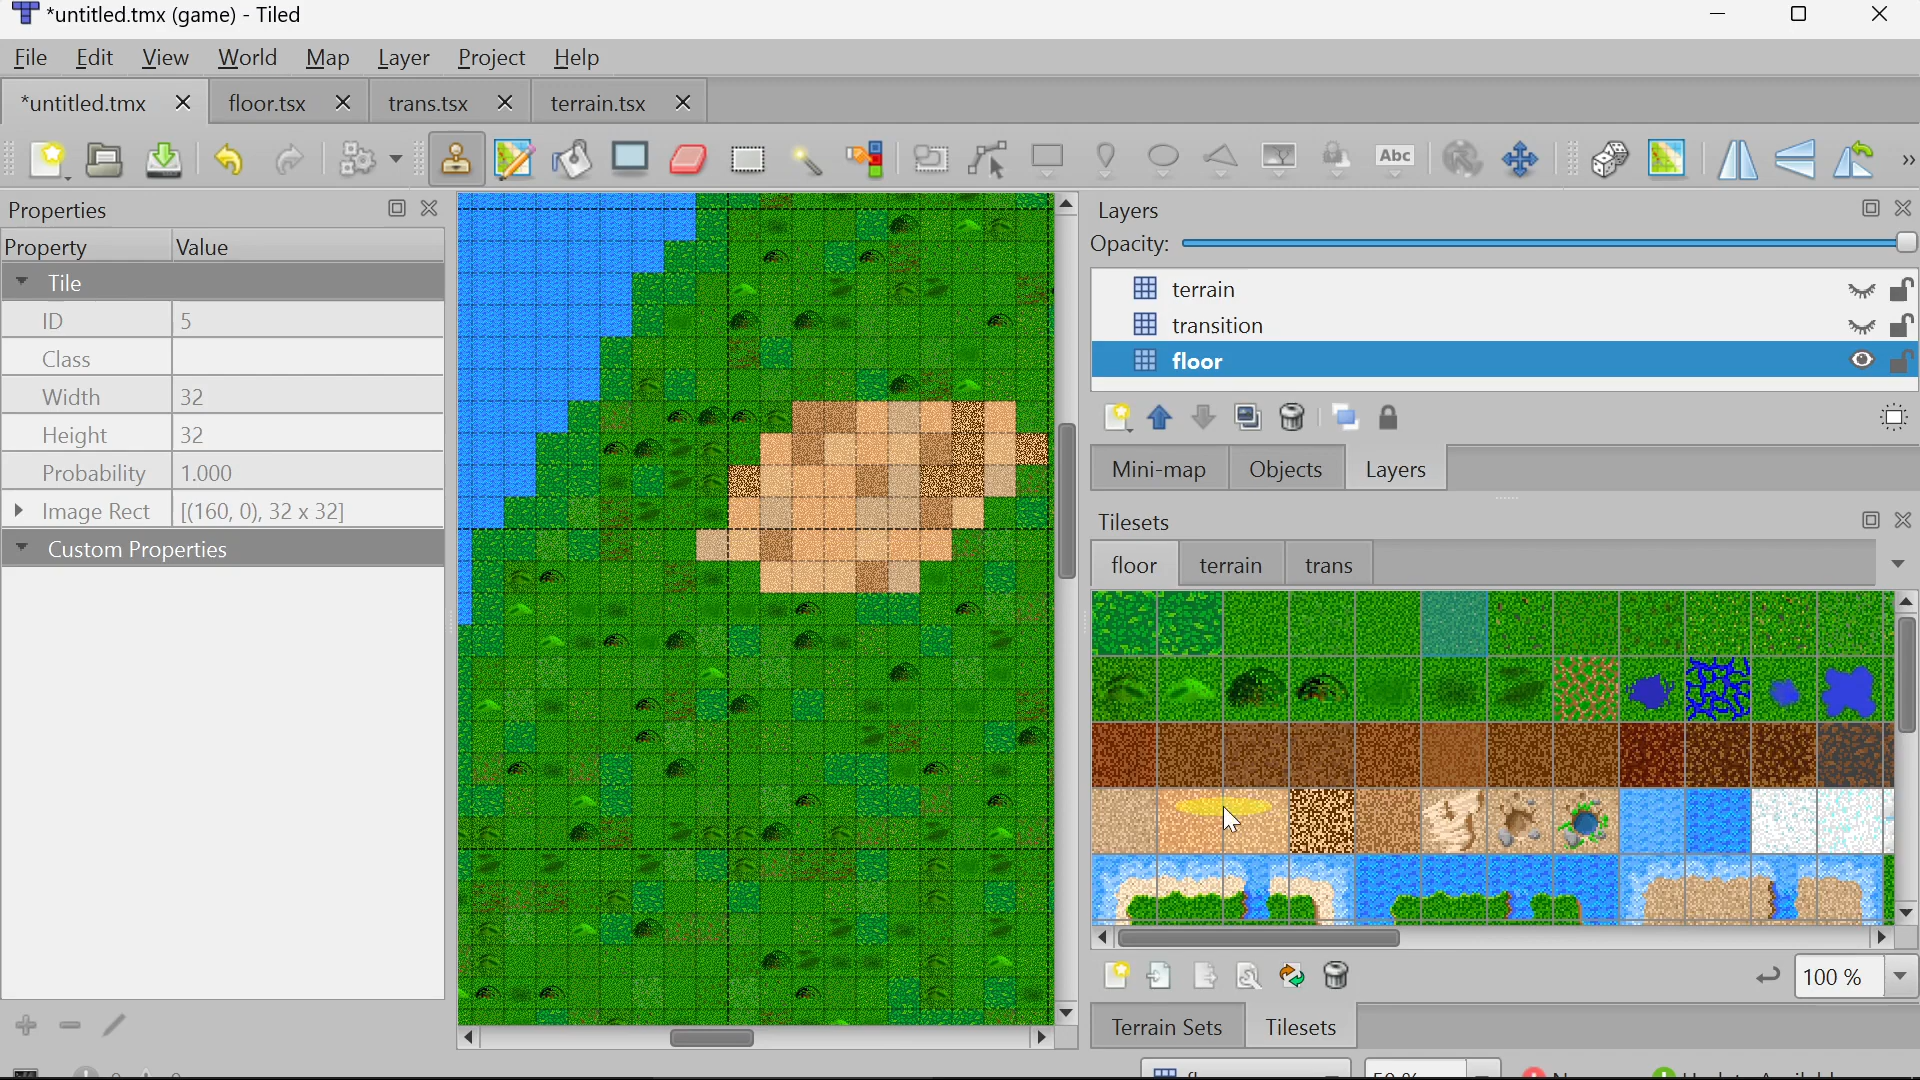 *untitled.tmx (game) - Tiled
File Edit View World Map Layer Project Help
*untitled.tmx floor.tsx trans.tsx terrain.tsx
Abc
Properties
Property Value
Tile
ID 5
Class
Width 32
Height 32
Probability 1.000
Image Rect [(160, 0), 32 x 32]
Custom Properties
Layers
Opacity:
terrain
transition
floor
Mini-map Objects Layers
Tilesets
floor terrain trans
100 %
Terrain Sets Tilesets